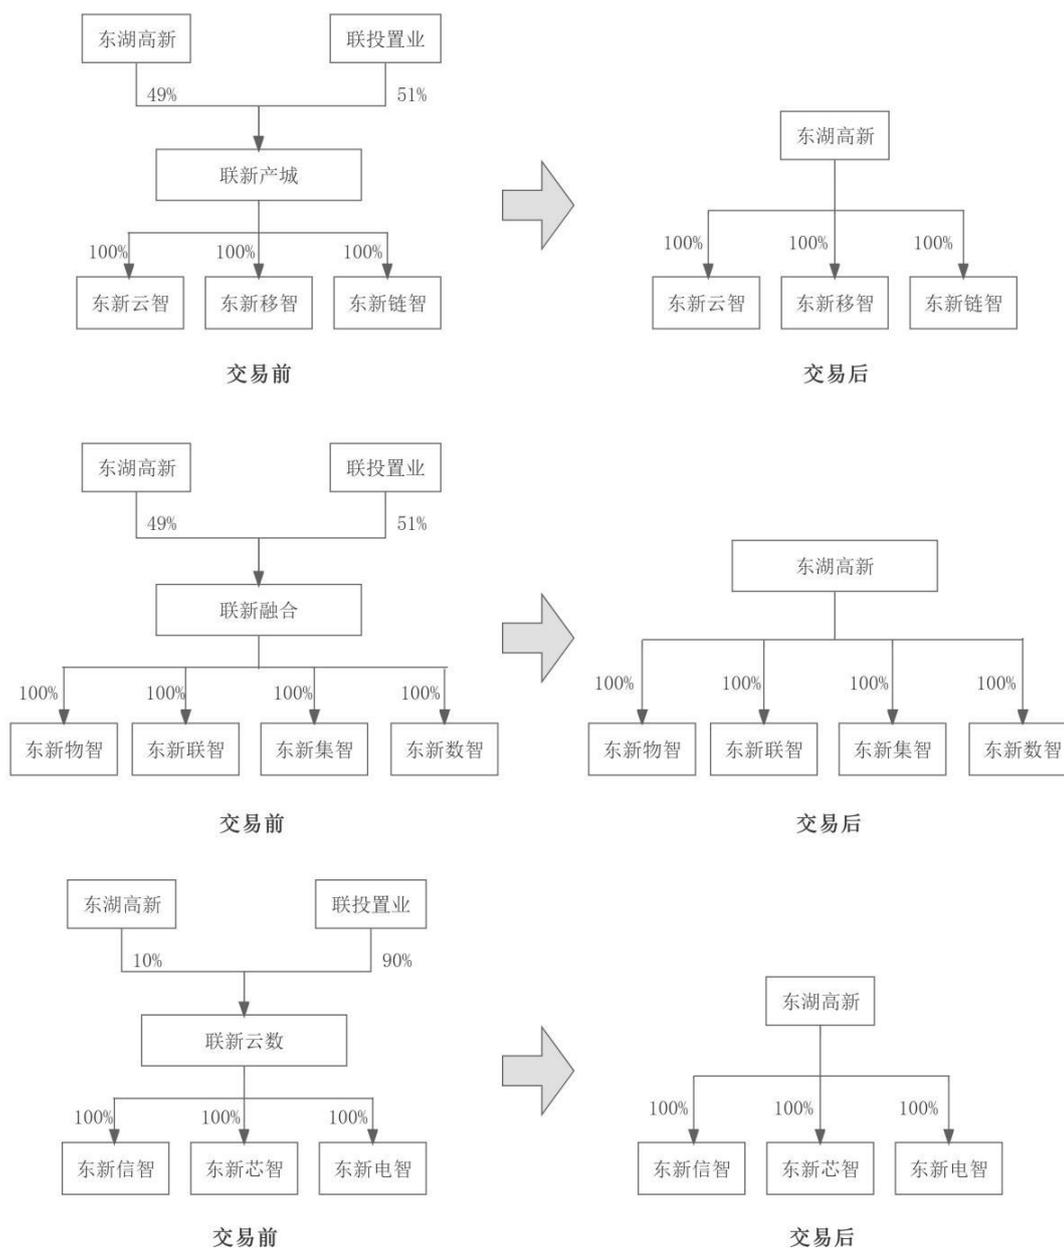 东湖高新
联投置业
49%
51%
联新产城
100%
100%
100%
东新云智
东新移智
东新链智
交易前
东湖高新
100%
100%
100%
东新云智
东新移智
东新链智
交易后
东湖高新
联投置业
49%
51%
联新融合
100%
100%
100%
100%
东新物智
东新联智
东新集智
东新数智
交易前
东湖高新
100%
100%
100%
100%
东新物智
东新联智
东新集智
东新数智
交易后
东湖高新
联投置业
10%
90%
联新云数
100%
100%
100%
东新信智
东新芯智
东新电智
交易前
东湖高新
100%
100%
100%
东新信智
东新芯智
东新电智
交易后